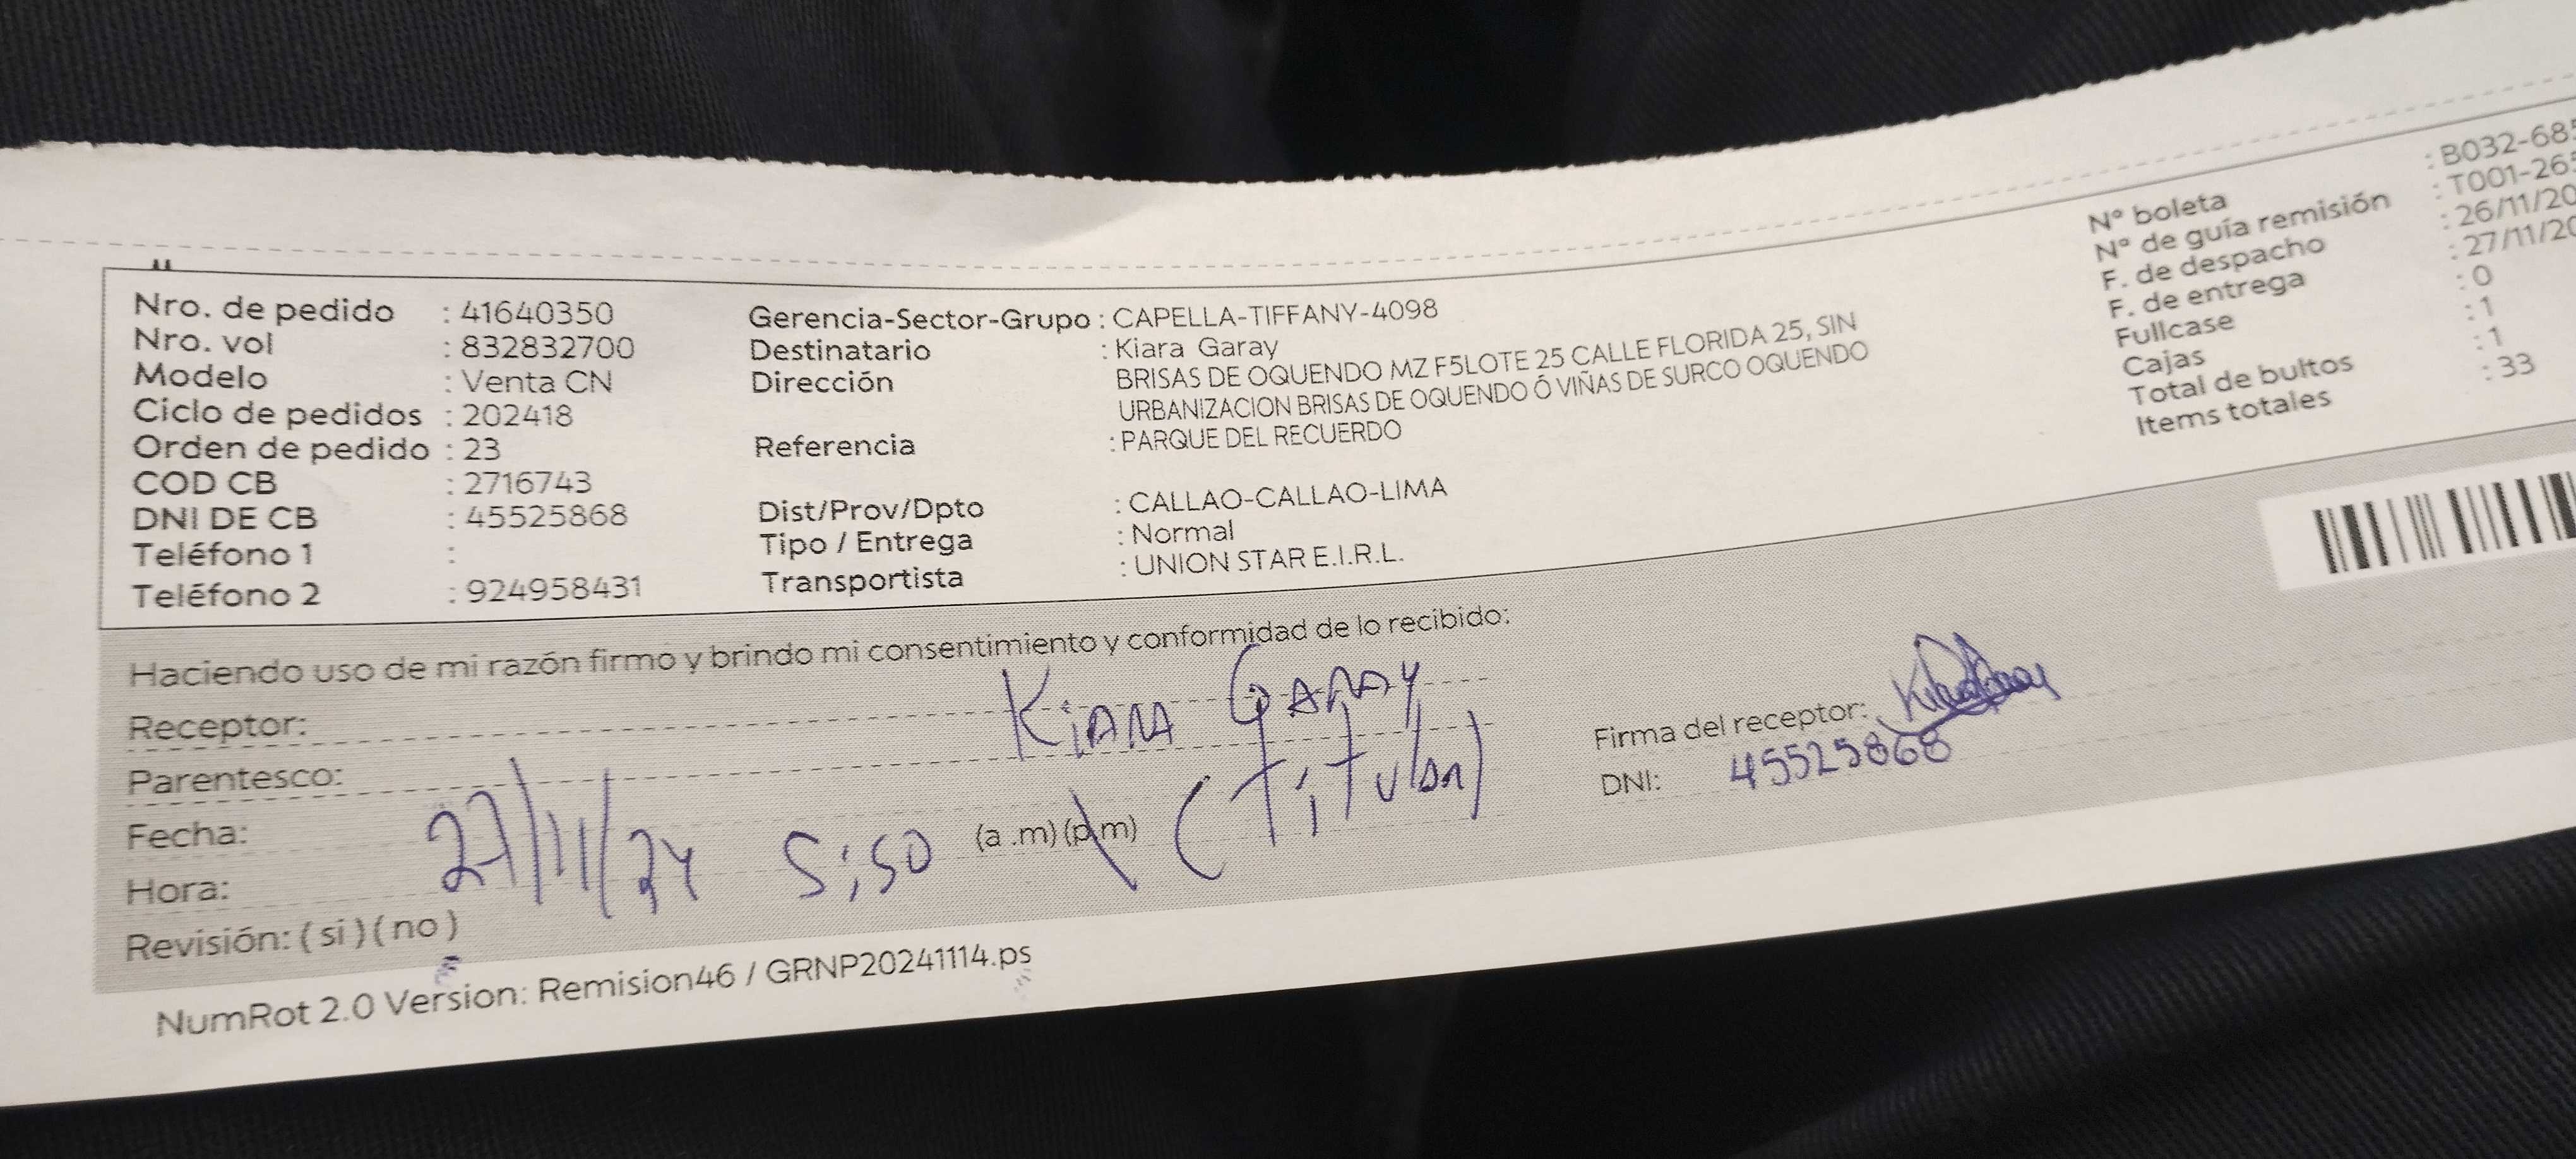 Nro. de pedido : 41640350
Nro. vol : 832832700
Modelo : Venta CN
Ciclo de pedidos : 202418
Orden de pedido : 23
COD CB : 2716743
DNI DE CB : 45525868
Teléfono 1 :
Teléfono 2 : 924958431
Gerencia-Sector-Grupo : CAPELLA-TIFFANY-4098
Destinatario : Kiara Garay
Dirección BRISAS DE OQUENDO MZ F5LOTE 25 CALLE FLORIDA 25, SIN
URBANIZACION BRISAS DE OQUENDO Ó VIÑAS DE SURCO OQUENDO
Referencia : PARQUE DEL RECUERDO
Dist/Prov/Dpto : CALLAO-CALLAO-LIMA
Tipo / Entrega : Normal
Transportista : UNION STAR E.I.R.L.
N° boleta : B032-685
N° de guía remisión : T001-265
F. de despacho : 26/11/20
F. de entrega : 27/11/20
Fullcase : 0
Cajas : 1
Total de bultos : 1
Items totales : 33
Haciendo uso de mi razón firmo y brindo mi consentimiento y conformidad de lo recibido:
Receptor: Kiara Garay
Parentesco: (Titular)
Fecha: 27/11/24
Hora: 5:50 (a .m) (p.m)
Revisión: ( si ) ( no )
Firma del receptor:
DNI: 45525868
NumRot 2.0 Version: Remision46 / GRNP20241114.ps